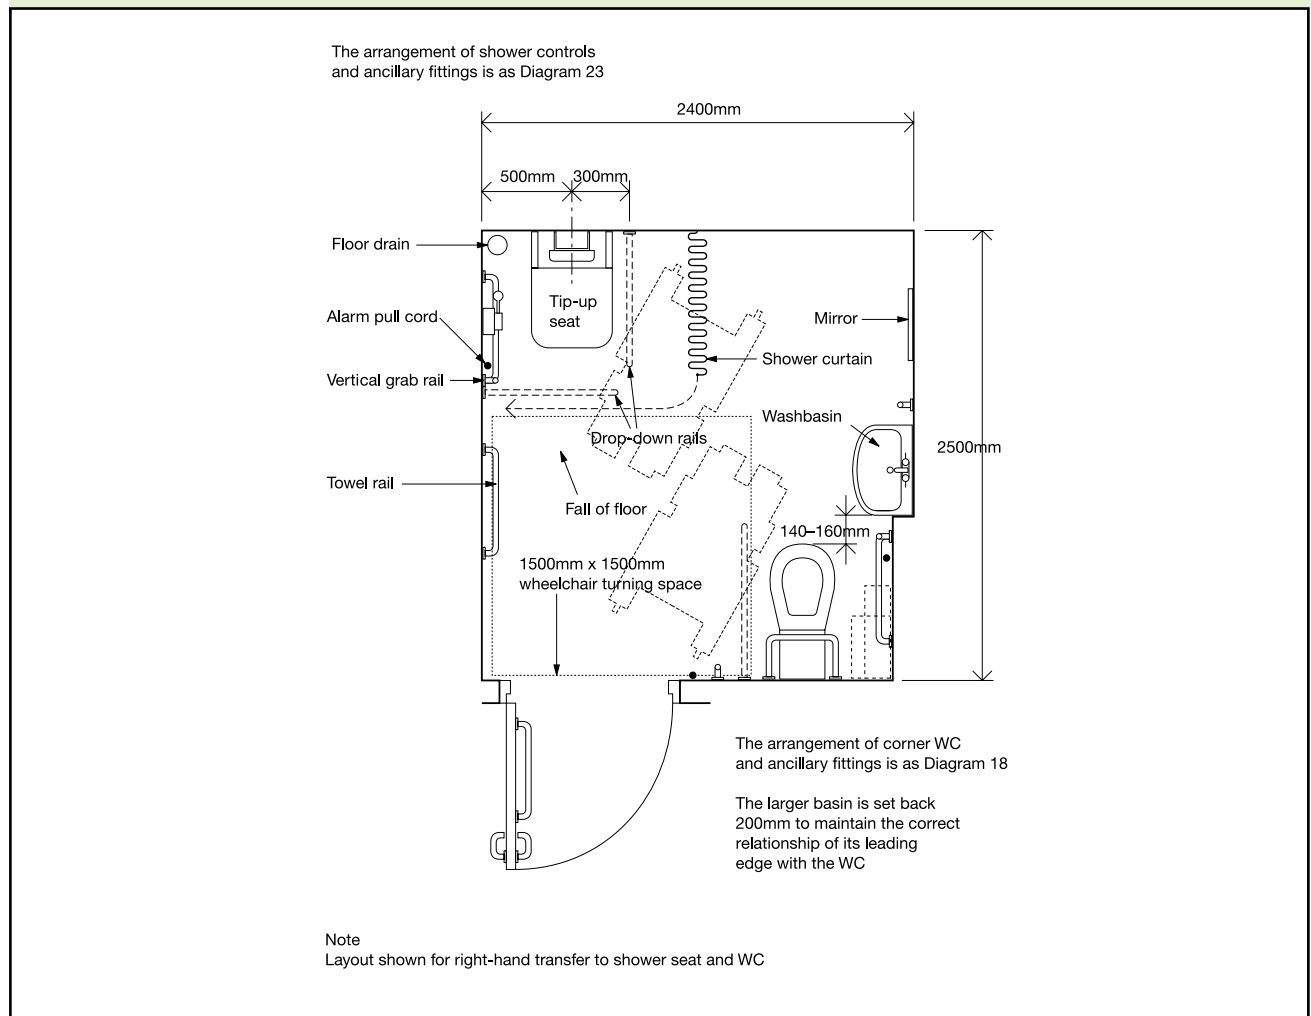 The arrangement of shower controls
and ancillary fittings is as Diagram 23
2400mm
500mm
300mm
Floor drain
Tip-up
seat
Alarm pull cord
Mirror
Shower curtain
Vertical grab rail
Washbasin
Drop-down rails
2500mm
Towel rail
Fall of floor
140–160mm
1500mm x 1500mm
wheelchair turning space
The arrangement of corner WC
and ancillary fittings is as Diagram 18
The larger basin is set back
200mm to maintain the correct
relationship of its leading
edge with the WC
Note
Layout shown for right-hand transfer to shower seat and WC